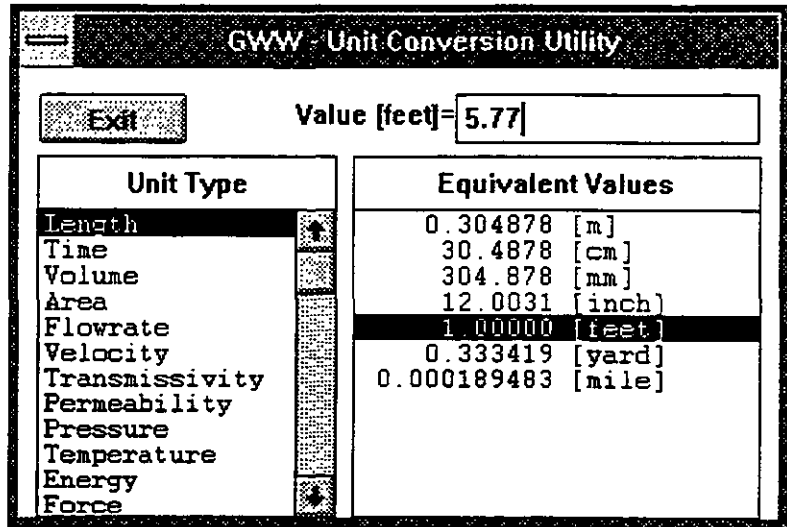 GWW - Unit Conversion Utility
Exit
Value [feet]= 5.77
Unit Type
Length
Time
Volume
Area
Flowrate
Velocity
Transmissivity
Permeability
Pressure
Temperature
Energy
Force
Equivalent Values
0.304878 [m]
30.4878 [cm]
304.878 [mm]
12.0031 [inch]
1.00000 [feet]
0.333419 [yard]
0.000189483 [mile]